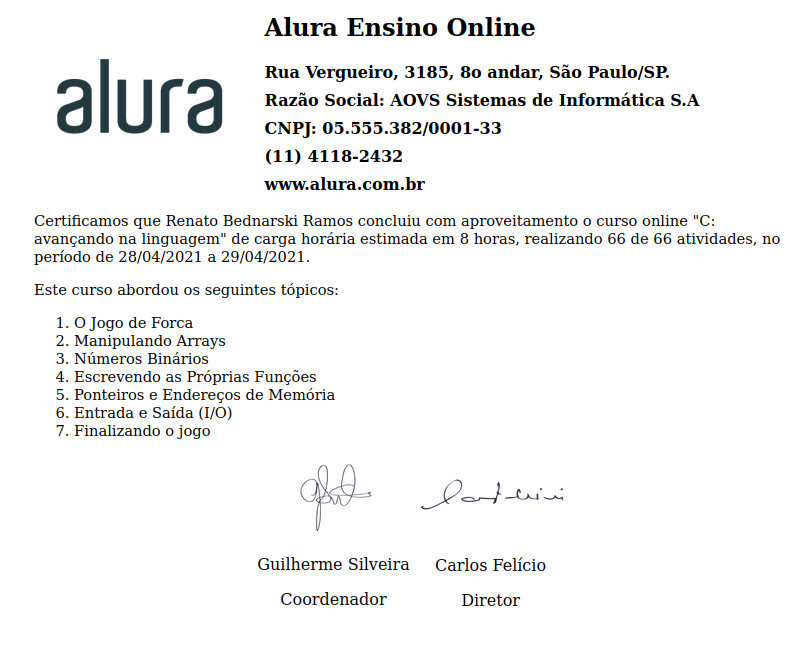 Alura Ensino Online
alura
Rua Vergueiro, 3185, 8o andar, São Paulo/SP.
Razão Social: AOVS Sistemas de Informática S.A
CNPJ: 05.555.382/0001-33
(11) 4118-2432
www.alura.com.br
Certificamos que Renato Bednarski Ramos concluiu com aproveitamento o curso online "C:
avançando na linguagem" de carga horária estimada em 8 horas, realizando 66 de 66 atividades, no
período de 28/04/2021 a 29/04/2021.
Este curso abordou os seguintes tópicos:
1. O Jogo de Forca
2. Manipulando Arrays
3. Números Binários
4. Escrevendo as Próprias Funções
5. Ponteiros e Endereços de Memória
6. Entrada e Saída (I/O)
7. Finalizando o jogo
Guilherme Silveira Carlos Felício
Coordenador Diretor